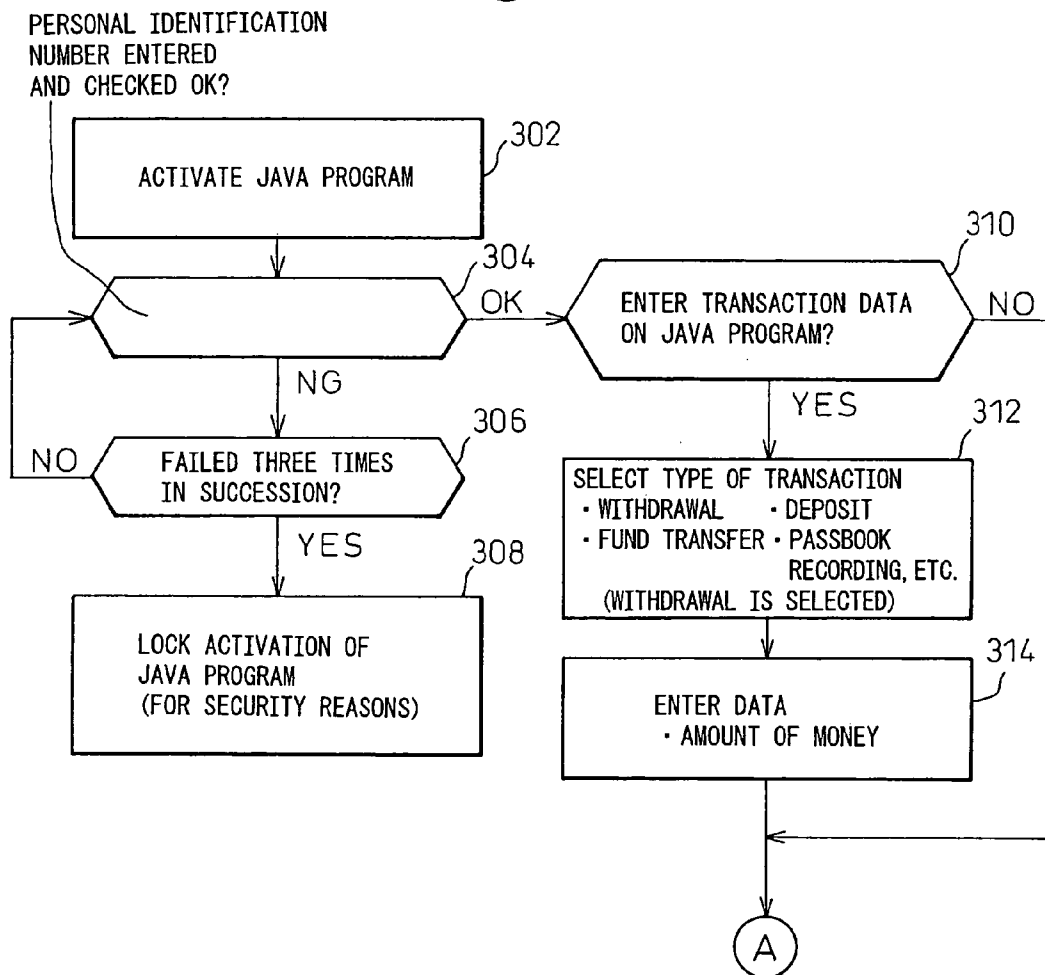 PERSONAL IDENTIFICATION
NUMBER ENTERED
AND CHECKED OK?
302
ACTIVATE JAVA PROGRAM
304
OK
NG
306
FAILED THREE TIMES
IN SUCCESSION?
NO
YES
308
LOCK ACTIVATION OF
JAVA PROGRAM
(FOR SECURITY REASONS)
310
ENTER TRANSACTION DATA
ON JAVA PROGRAM?
NO
YES
312
SELECT TYPE OF TRANSACTION
・WITHDRAWAL ・DEPOSIT
・FUND TRANSFER ・PASSBOOK
RECORDING, ETC.
(WITHDRAWAL IS SELECTED)
314
ENTER DATA
・AMOUNT OF MONEY
A